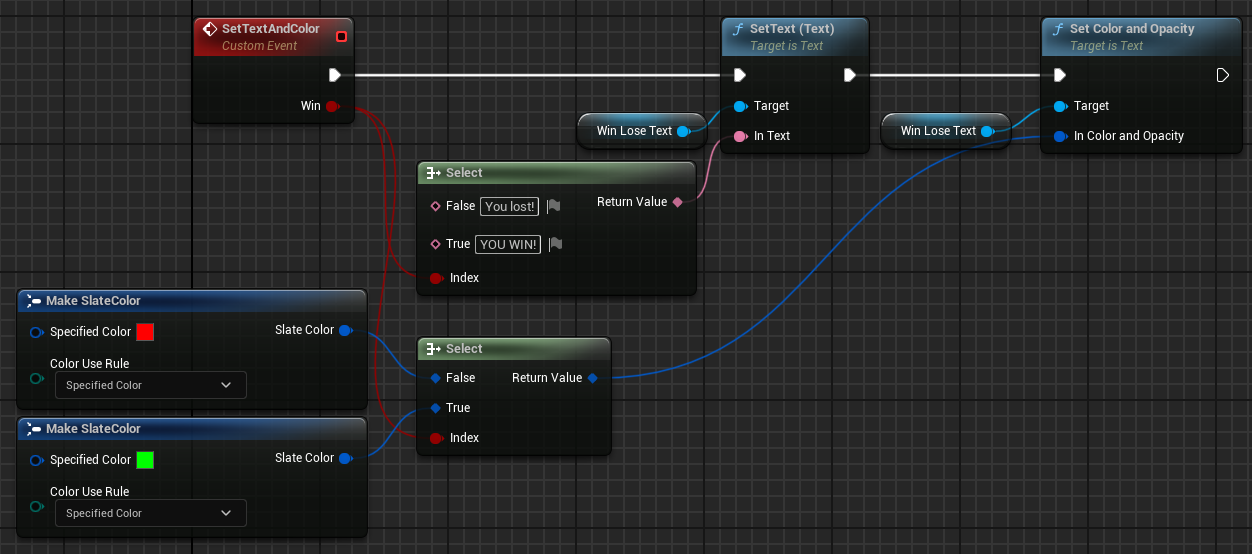 SetTextAndColor
Custom Event
Win
SetText (Text)
Target is Text
Target
In Text
Set Color and Opacity
Target is Text
Target
In Color and Opacity
Win Lose Text
Win Lose Text
Select
False You lost!
Return Value
True YOU WIN!
Index
Make SlateColor
Specified Color
Slate Color
Color Use Rule
Specified Color
Select
False
Return Value
True
Index
Make SlateColor
Specified Color
Slate Color
Color Use Rule
Specified Color